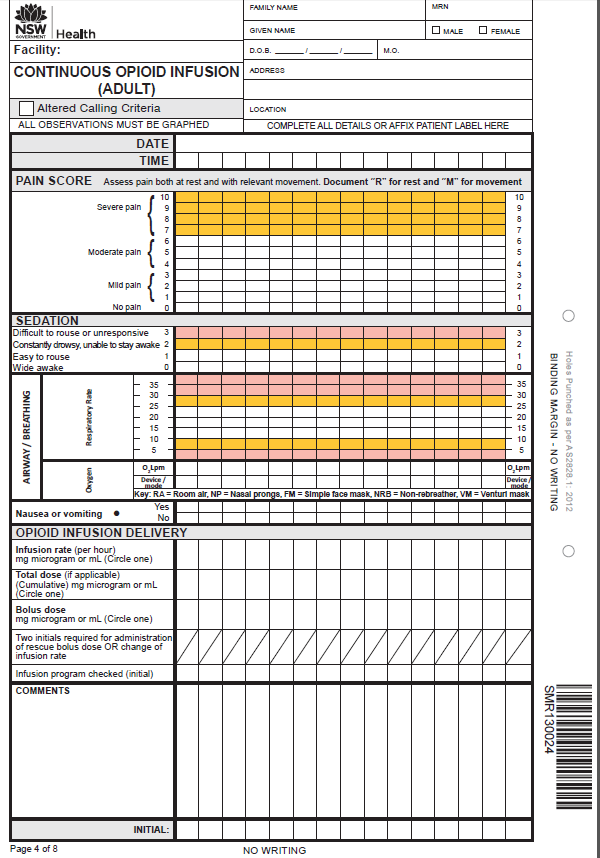 NSW
GOVERNMENT
Health
FAMILY NAME
MRN
GIVEN NAME
MALE
FEMALE
Facility:
D.O.B. ______ / ______ / ______
M.O.
CONTINUOUS OPIOID INFUSION
(ADULT)
ADDRESS
Altered Calling Criteria
LOCATION
ALL OBSERVATIONS MUST BE GRAPHED
COMPLETE ALL DETAILS OR AFFIX PATIENT LABEL HERE
DATE
TIME
PAIN SCORE Assess pain both at rest and with relevant movement. Document "R" for rest and "M" for movement
Severe pain
10 10
9 9
8 8
7 7
Moderate pain
6 6
5 5
4 4
Mild pain
3 3
2 2
1 1
No pain 0 0
SEDATION
Difficult to rouse or unresponsive 3 3
Constantly drowsy, unable to stay awake 2 2
Easy to rouse 1 1
Wide awake 0 0
AIRWAY / BREATHING
Respiratory Rate
35 35
30 30
25 25
20 20
15 15
10 10
5 5
Oxygen
O2 Lpm O2 Lpm
Device / mode Device / mode
Key: RA = Room air, NP = Nasal prongs, FM = Simple face mask, NRB = Non-rebreather, VM = Venturi mask
Nausea or vomiting ● Yes
No
OPIOID INFUSION DELIVERY
Infusion rate (per hour)
mg microgram or mL (Circle one)
Total dose (if applicable)
(Cumulative) mg microgram or mL
(Circle one)
Bolus dose
mg microgram or mL (Circle one)
Two initials required for administration
of rescue bolus dose OR change of
infusion rate
Infusion program checked (initial)
COMMENTS
INITIAL:
Page 4 of 8
NO WRITING
Holes Punched as per AS2828.1: 2012
BINDING MARGIN - NO WRITING
SMR130024